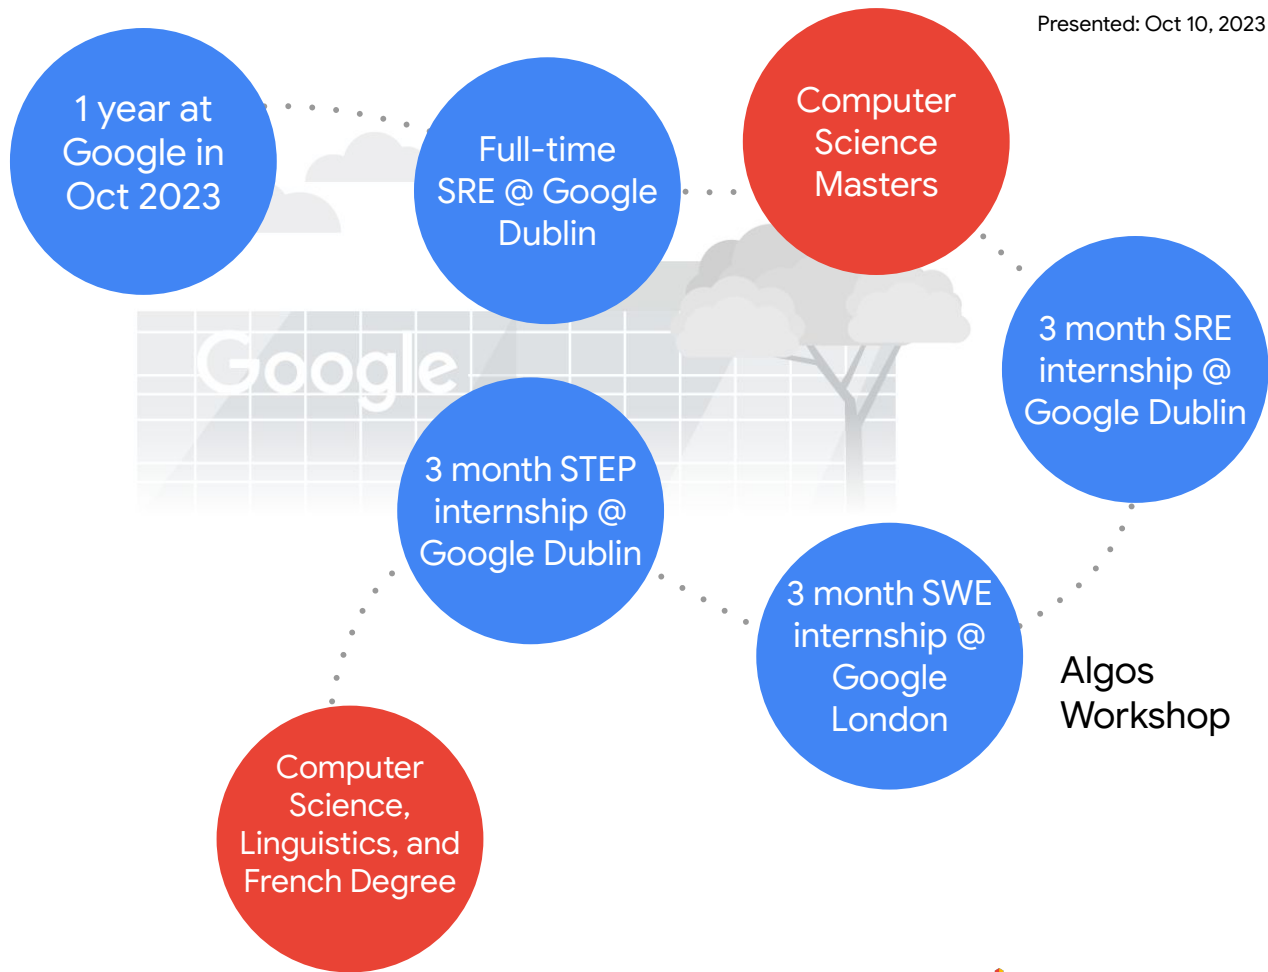 Presented: Oct 10, 2023
1 year at
Google in
Oct 2023
Full-time
SRE @ Google
Dublin
Computer
Science
Masters
3 month SRE
internship @
Google Dublin
Google
3 month STEP
internship @
Google Dublin
3 month SWE
internship @
Google
London
Algos
Workshop
Computer
Science,
Linguistics, and
French Degree